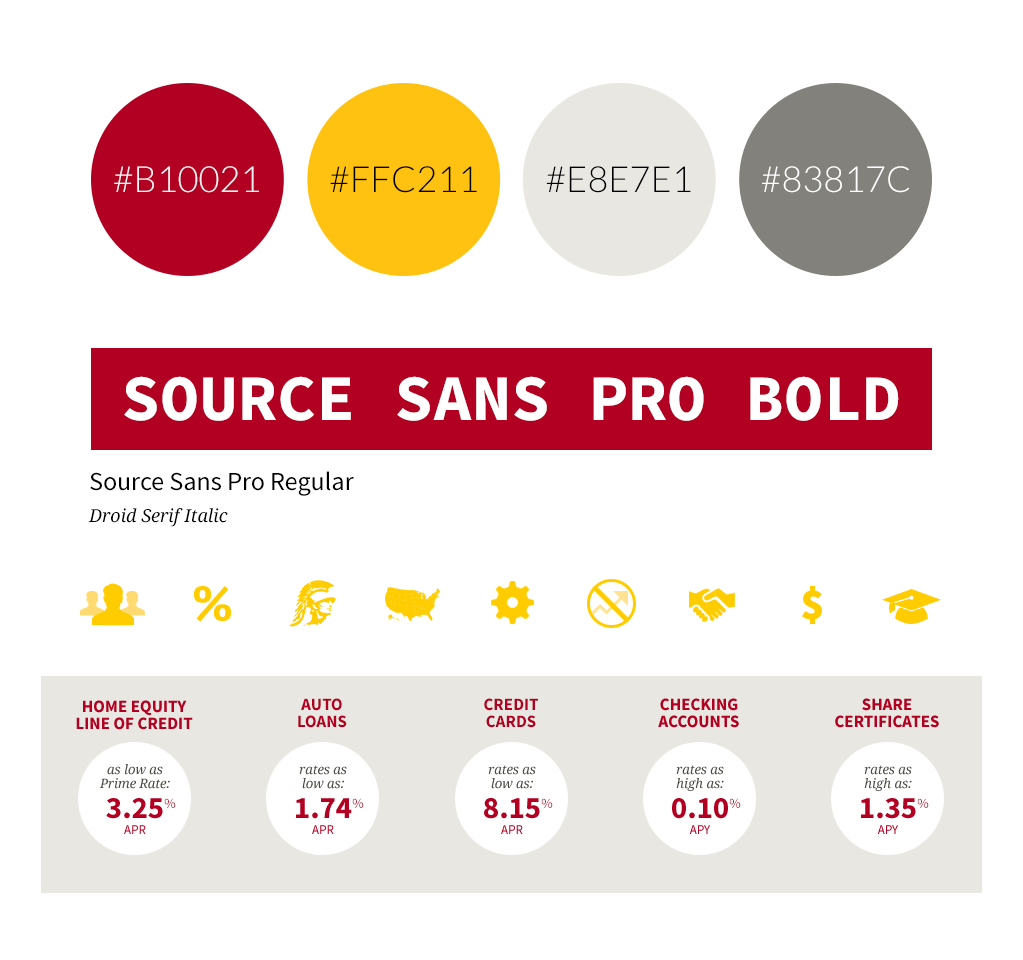 #B10021
#FFC211
#E8E7E1
#83817C
SOURCE SANS PRO BOLD
Source Sans Pro Regular
Droid Serif Italic
%
$
HOME EQUITY
LINE OF CREDIT
as low as
Prime Rate:
3.25%
APR
AUTO
LOANS
rates as
low as:
1.74%
APR
CREDIT
CARDS
rates as
low as:
8.15%
APR
CHECKING
ACCOUNTS
rates as
high as:
0.10%
APY
SHARE
CERTIFICATES
rates as
high as:
1.35%
APY